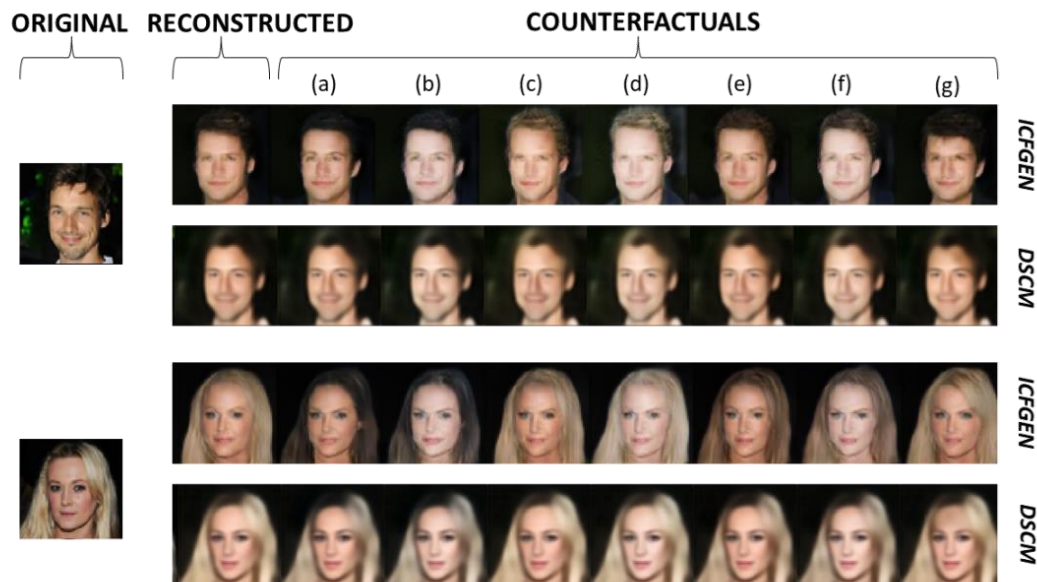 ORIGINAL RECONSTRUCTED COUNTERFACTUALS
(a) (b) (c) (d) (e) (f) (g)
ICFGEN
DSCM
ICFGEN
DSCM